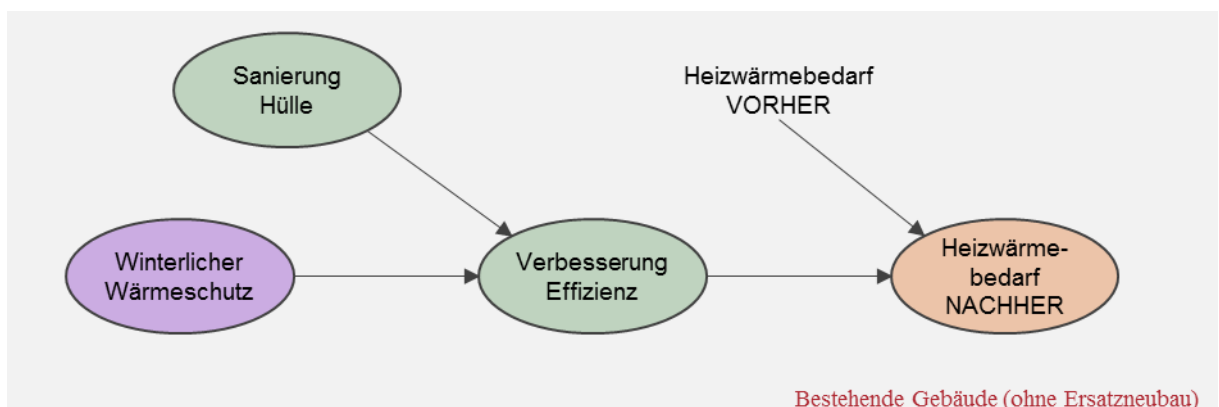 Sanierung
Hülle
Heizwärmebedarf
VORHER
Winterlicher
Wärmeschutz
Verbesserung
Effizienz
Heizwärme-
bedarf
NACHHER
Bestehende Gebäude (ohne Ersatzneubau)